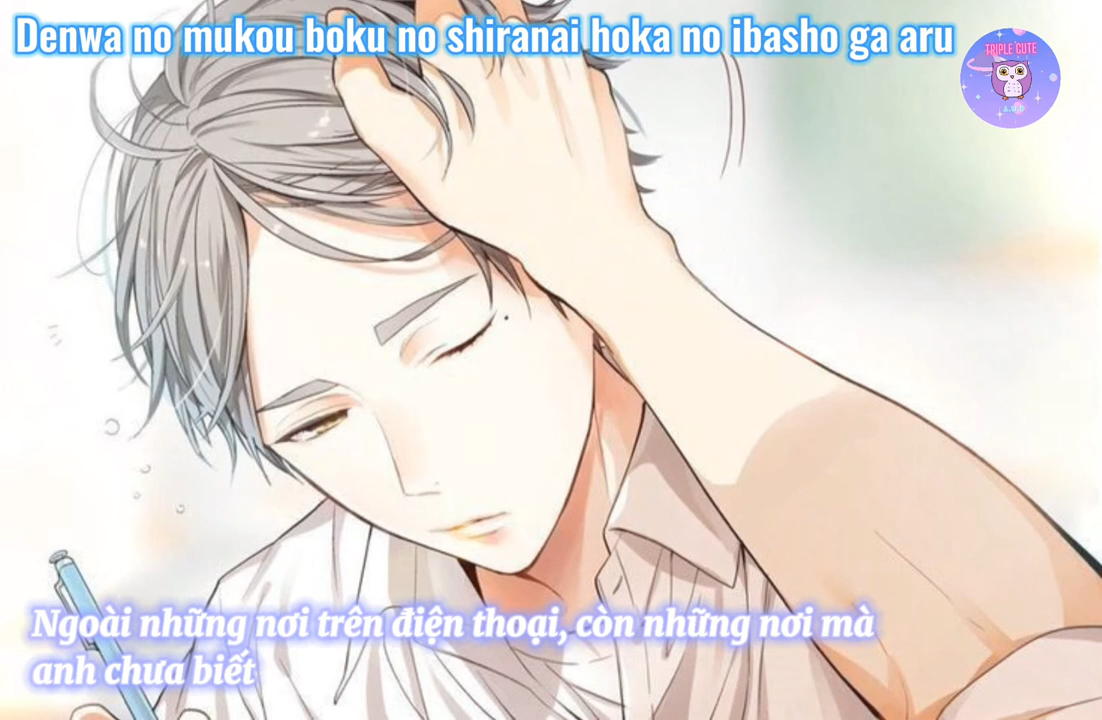 Denwa no mukou boku no shiranai hoka no ibasho ga aru
TRIPLE CUTE
Ngoài những nơi trên điện thoại, còn những nơi mà
anh chưa biết